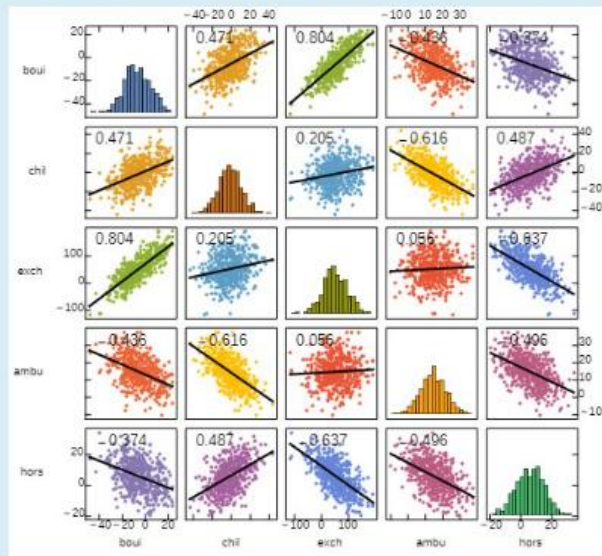 −40 −20 0 20 40 −10 0 10 20 30
boui 20 0 −20 −40 0.471 0.804 −0.436 −0.374
chil 0.471 0.205 −0.616 0.487 40 20 0 −20 −40
exch 100 0 −100 0.804 0.205 0.056 −0.637
ambu −0.436 −0.616 0.056 −0.496 30 20 10 0 −10
hors 20 0 −20 −0.374 0.487 −0.637 −0.496
−40 −20 0 20 −100 0 100 −20 0 20
boui chil exch ambu hors